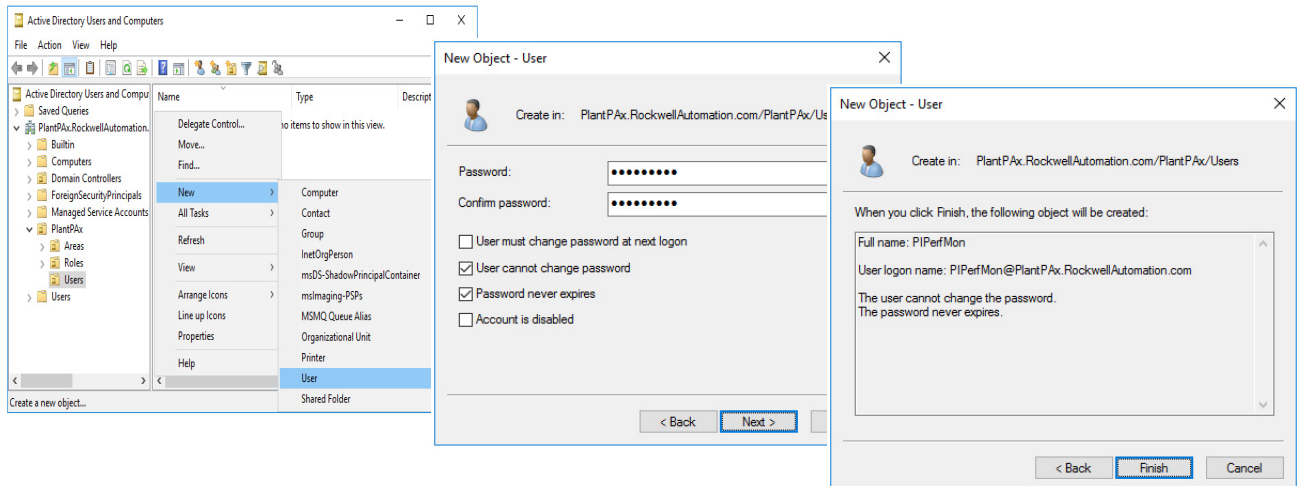 Active Directory Users and Computers
File Action View Help
Active Directory Users and Comput
Saved Queries
PlantPAx.RockwellAutomation.
Builtin
Computers
Domain Controllers
ForeignSecurityPrincipals
Managed Service Accounts
PlantPAx
Areas
Roles
Users
Users
Name Type Descript
no items to show in this view.
Delegate Control...
Move...
Find...
New
All Tasks
Refresh
View
Arrange Icons
Line up Icons
Properties
Help
Computer
Contact
Group
InetOrgPerson
msDS-ShadowPrincipalContainer
msImaging-PSPs
MSMQ Queue Alias
Organizational Unit
Printer
User
Shared Folder
Create a new object...
New Object - User
Create in: PlantPAx.RockwellAutomation.com/PlantPAx/Us
Password: •••••••••
Confirm password: •••••••••
User must change password at next logon
User cannot change password
Password never expires
Account is disabled
< Back Next >
New Object - User
Create in: PlantPAx.RockwellAutomation.com/PlantPAx/Users
When you click Finish, the following object will be created:
Full name: PIPerfMon
User logon name: PIPerfMon@PlantPAx.RockwellAutomation.com
The user cannot change the password.
The password never expires.
< Back Finish Cancel